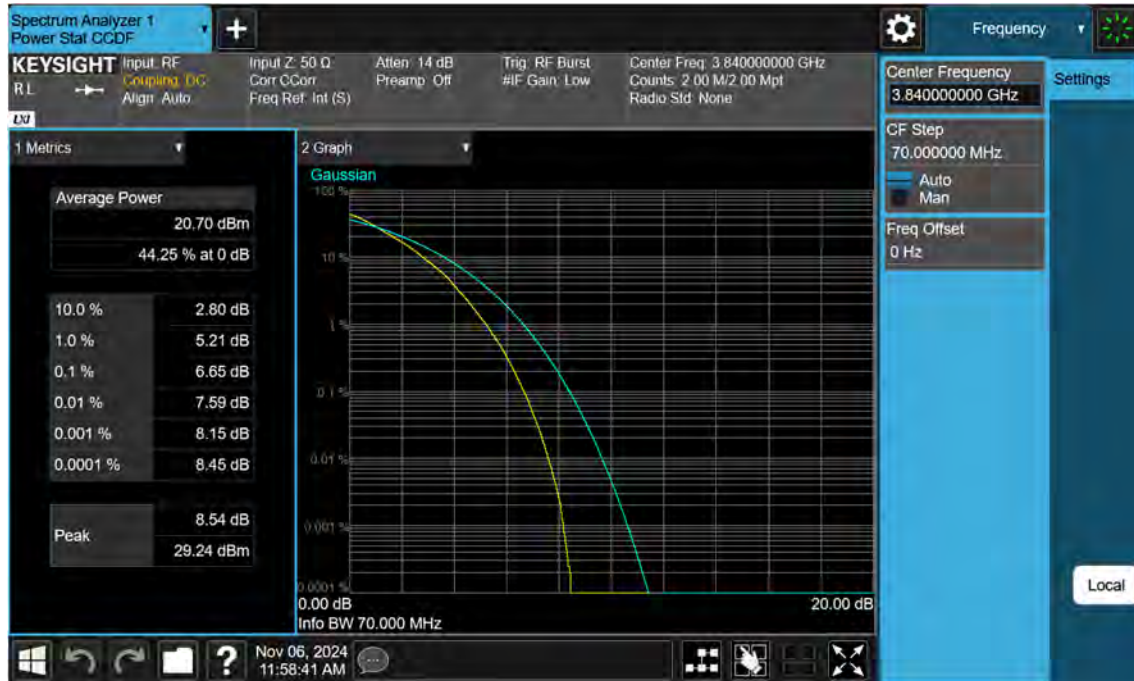 Spectrum Analyzer 1
Power Stat CCDF
Frequency
KEYSIGHT
RL
LXI
Input: RF
Coupling: DC
Align: Auto
Input Z: 50 Ω
Corr CCorr
Freq Ref: Int (S)
Atten: 14 dB
Preamp: Off
Trig: RF Burst
#IF Gain: Low
Center Freq: 3.840000000 GHz
Counts: 2.00 M/2.00 Mpt
Radio Std: None
Center Frequency
3.840000000 GHz
Settings
CF Step
70.000000 MHz
Auto
Man
Freq Offset
0 Hz
Local
1 Metrics
Average Power
20.70 dBm
44.25 % at 0 dB
10.0 % 2.80 dB
1.0 % 5.21 dB
0.1 % 6.65 dB
0.01 % 7.59 dB
0.001 % 8.15 dB
0.0001 % 8.45 dB
Peak
8.54 dB
29.24 dBm
2 Graph
Gaussian
100 %
10 %
1 %
0.1 %
0.01 %
0.001 %
0.0001 %
0.00 dB 20.00 dB
Info BW 70.000 MHz
?
Nov 06, 2024
11:58:41 AM